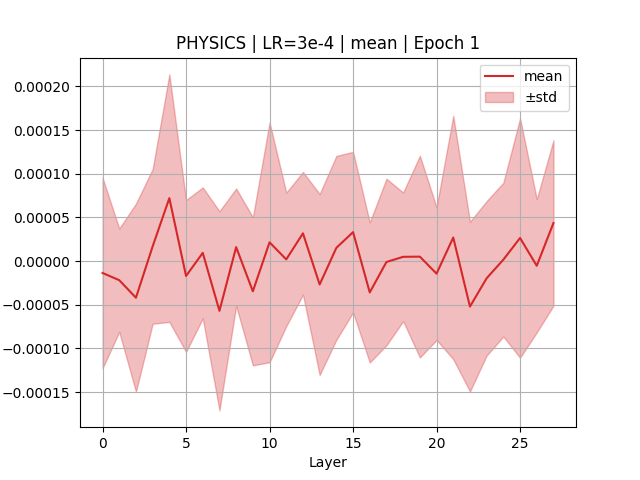 PHYSICS | LR=3e-4 | mean | Epoch 1
mean
±std
0.00020
0.00015
0.00010
0.00005
0.00000
−0.00005
−0.00010
−0.00015
0 5 10 15 20 25
Layer